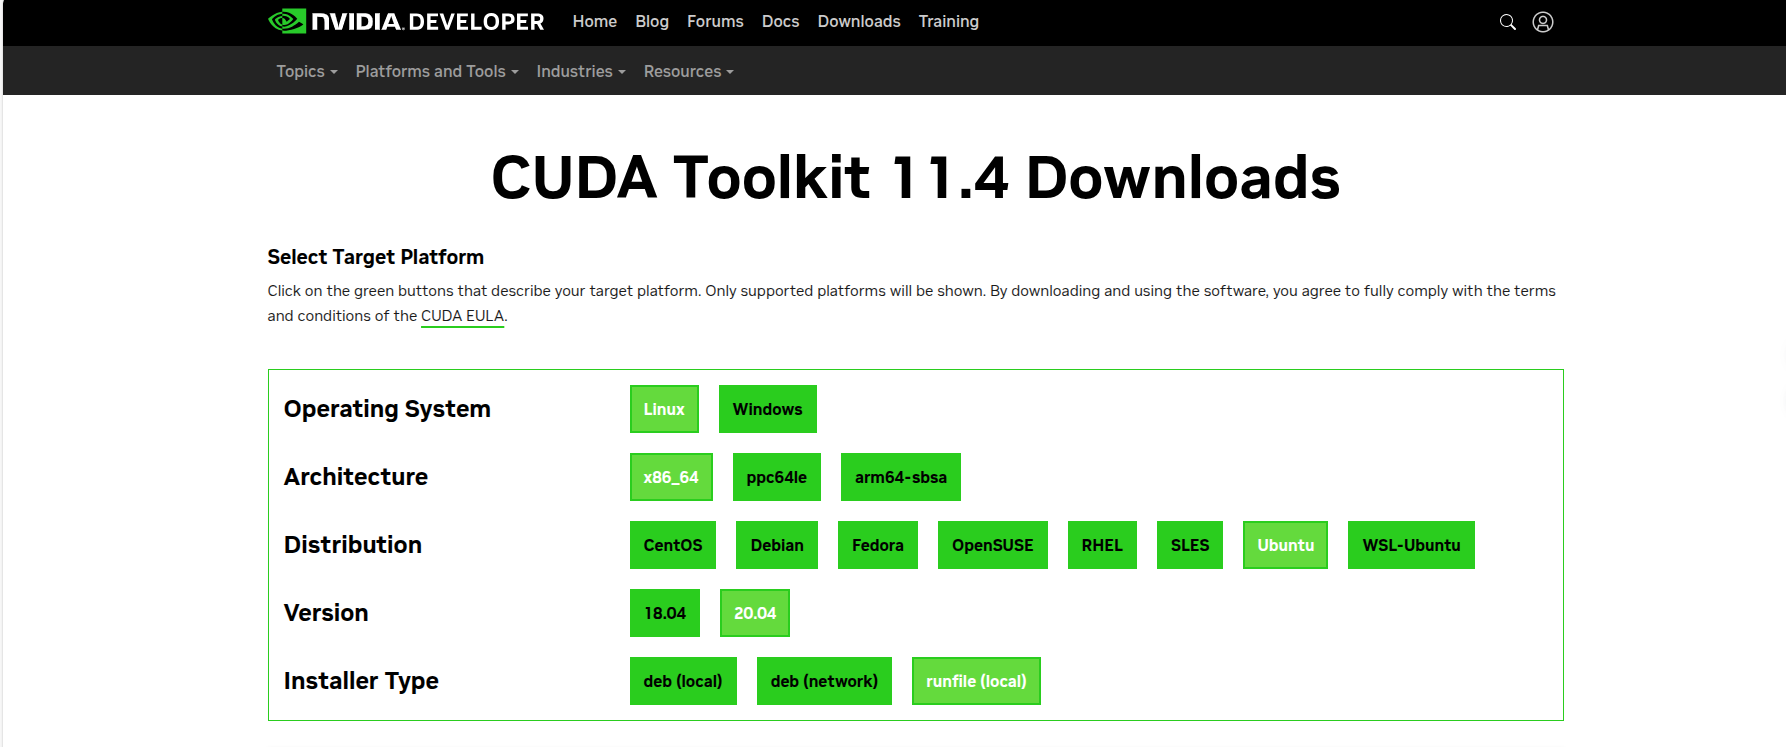 NVIDIA. DEVELOPER Home Blog Forums Docs Downloads Training
Topics Platforms and Tools Industries Resources
CUDA Toolkit 11.4 Downloads
Select Target Platform
Click on the green buttons that describe your target platform. Only supported platforms will be shown. By downloading and using the software, you agree to fully comply with the terms
and conditions of the CUDA EULA.
Operating System Linux Windows
Architecture x86_64 ppc64le arm64-sbsa
Distribution CentOS Debian Fedora OpenSUSE RHEL SLES Ubuntu WSL-Ubuntu
Version 18.04 20.04
Installer Type deb (local) deb (network) runfile (local)